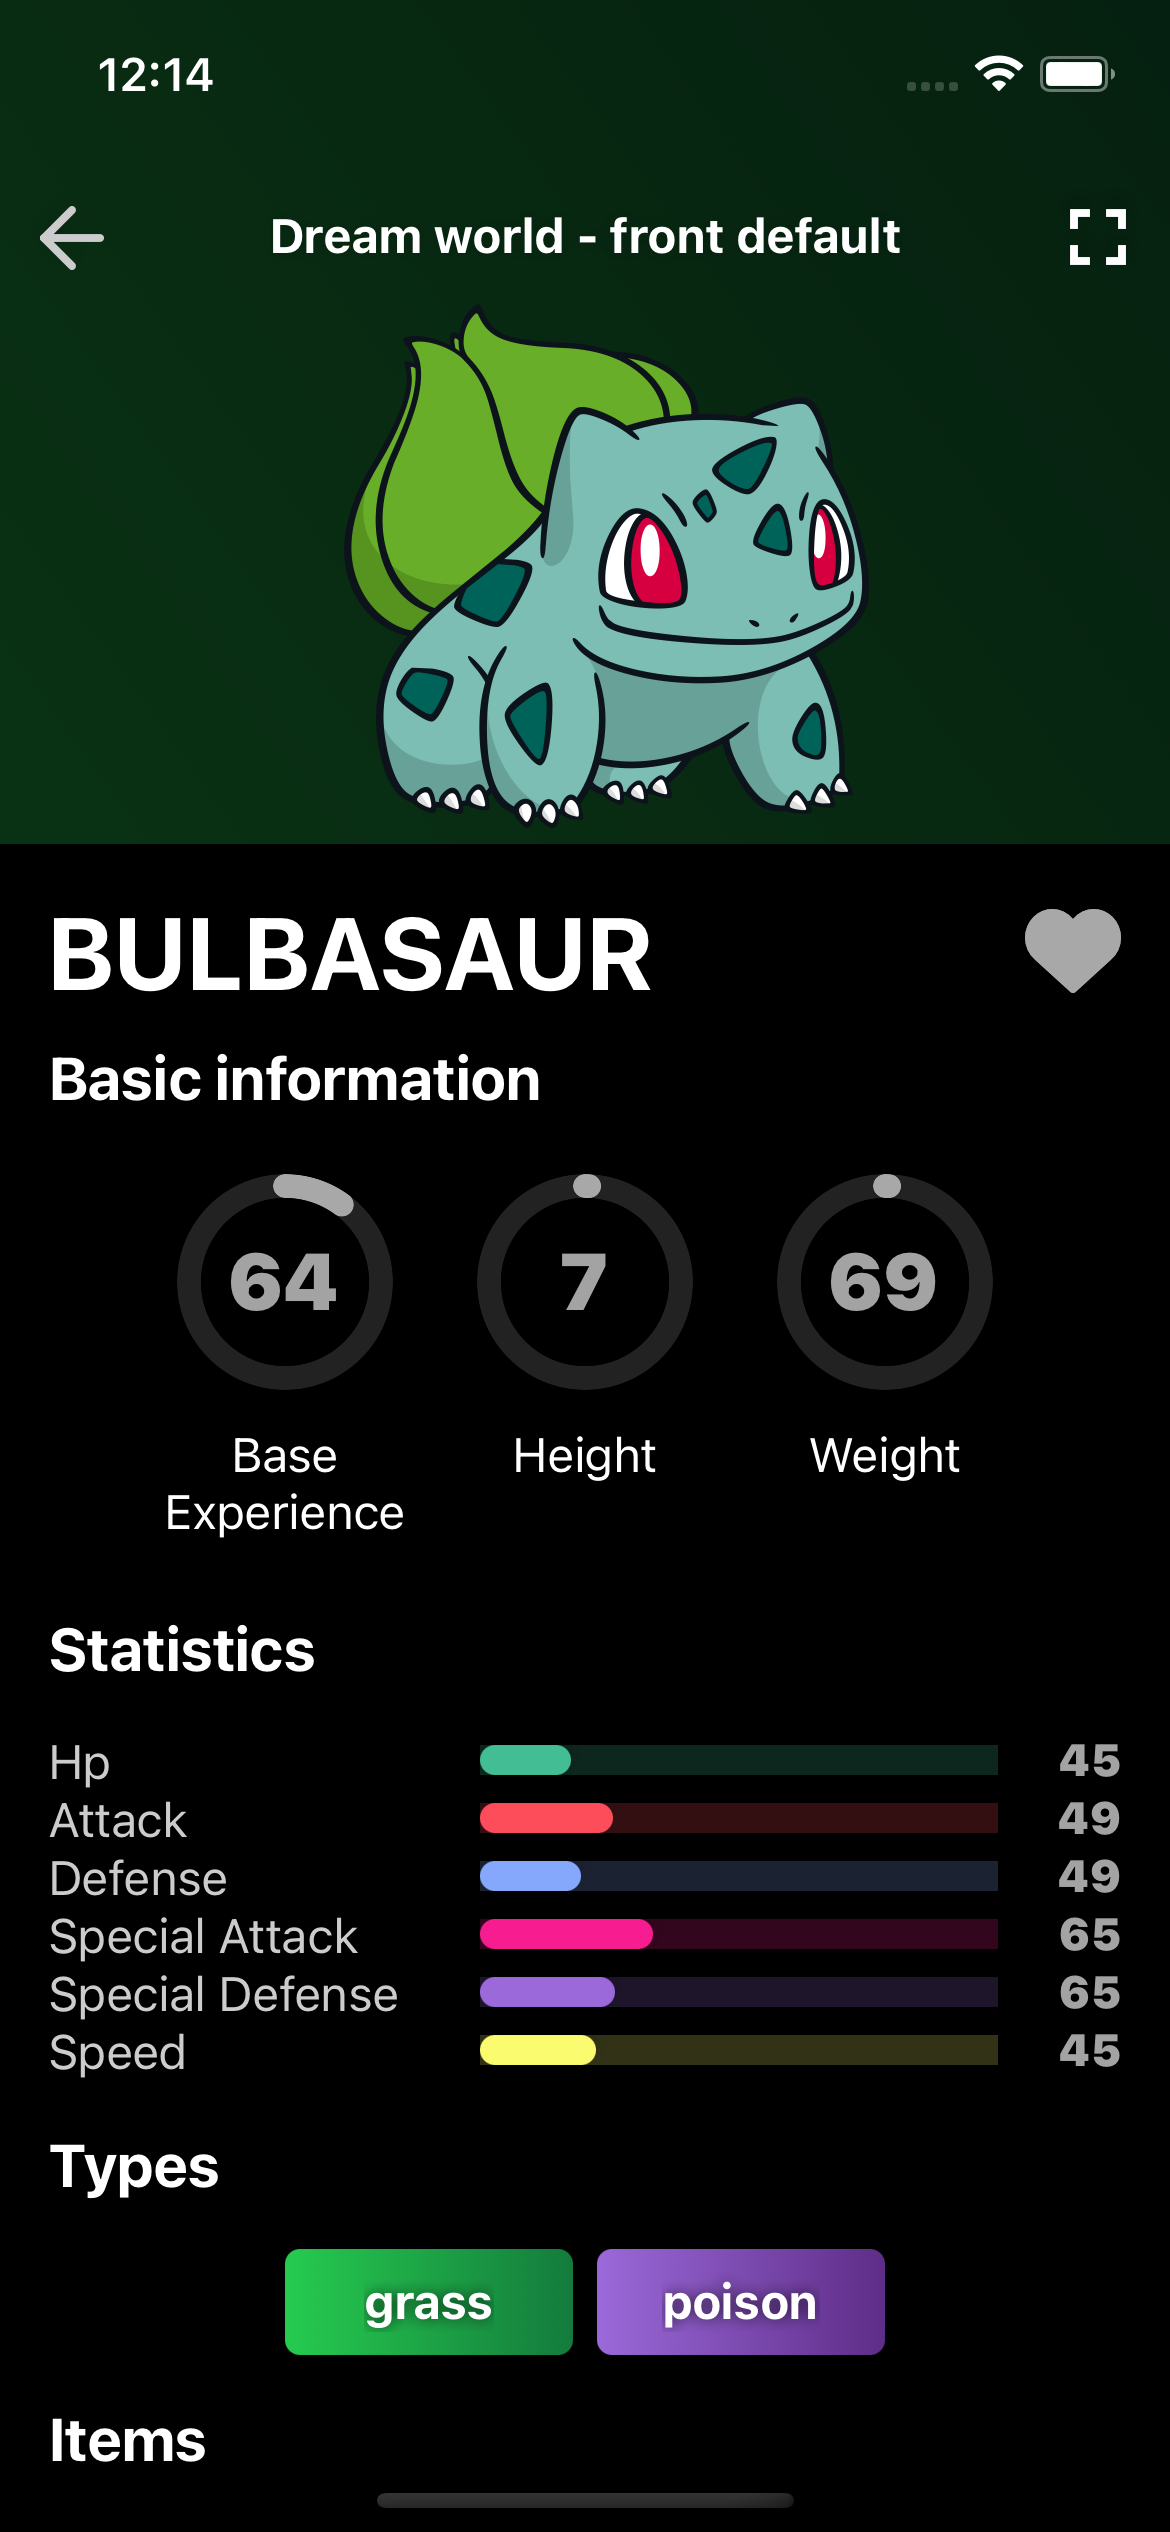 12:14
Dream world - front default
BULBASAUR
Basic information
64
7
69
Base
Experience
Height
Weight
Statistics
Hp
45
Attack
49
Defense
49
Special Attack
65
Special Defense
65
Speed
45
Types
grass
poison
Items